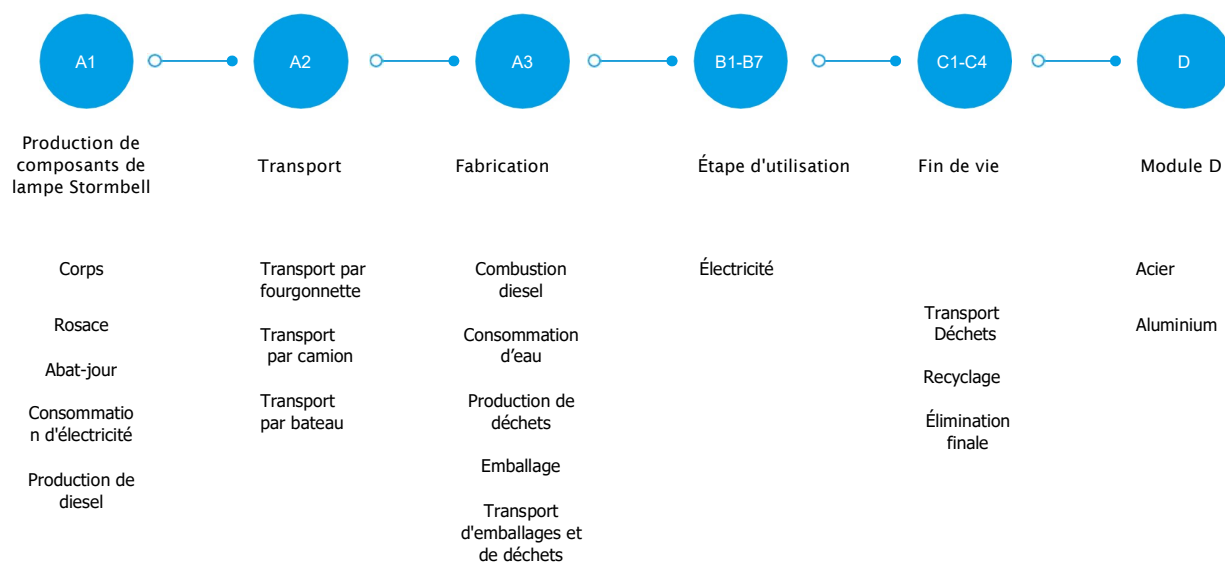 A1
A2
A3
B1-B7
C1-C4
D
Production de
composants de
lampe Stormbell
Transport
Fabrication
Étape d'utilisation
Fin de vie
Module D
Corps
Rosace
Abat-jour
Consommatio
n d'électricité
Production de
diesel
Transport par
fourgonnette
Transport
par camion
Transport
par bateau
Combustion
diesel
Consommation
d’eau
Production de
déchets
Emballage
Transport
d'emballages et
de déchets
Électricité
Transport
Déchets
Recyclage
Élimination
finale
Acier
Aluminium